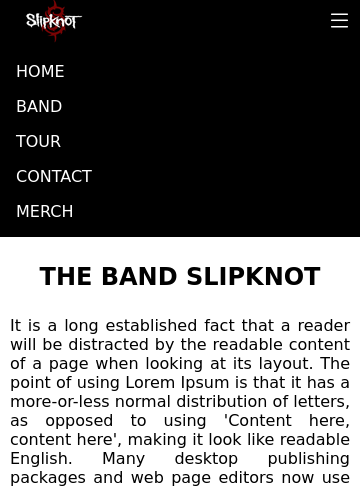 Slipknot
HOME
BAND
TOUR
CONTACT
MERCH
THE BAND SLIPKNOT
It is a long established fact that a reader
will be distracted by the readable content
of a page when looking at its layout. The
point of using Lorem Ipsum is that it has a
more-or-less normal distribution of letters,
as opposed to using 'Content here,
content here', making it look like readable
English. Many desktop publishing
packages and web page editors now use